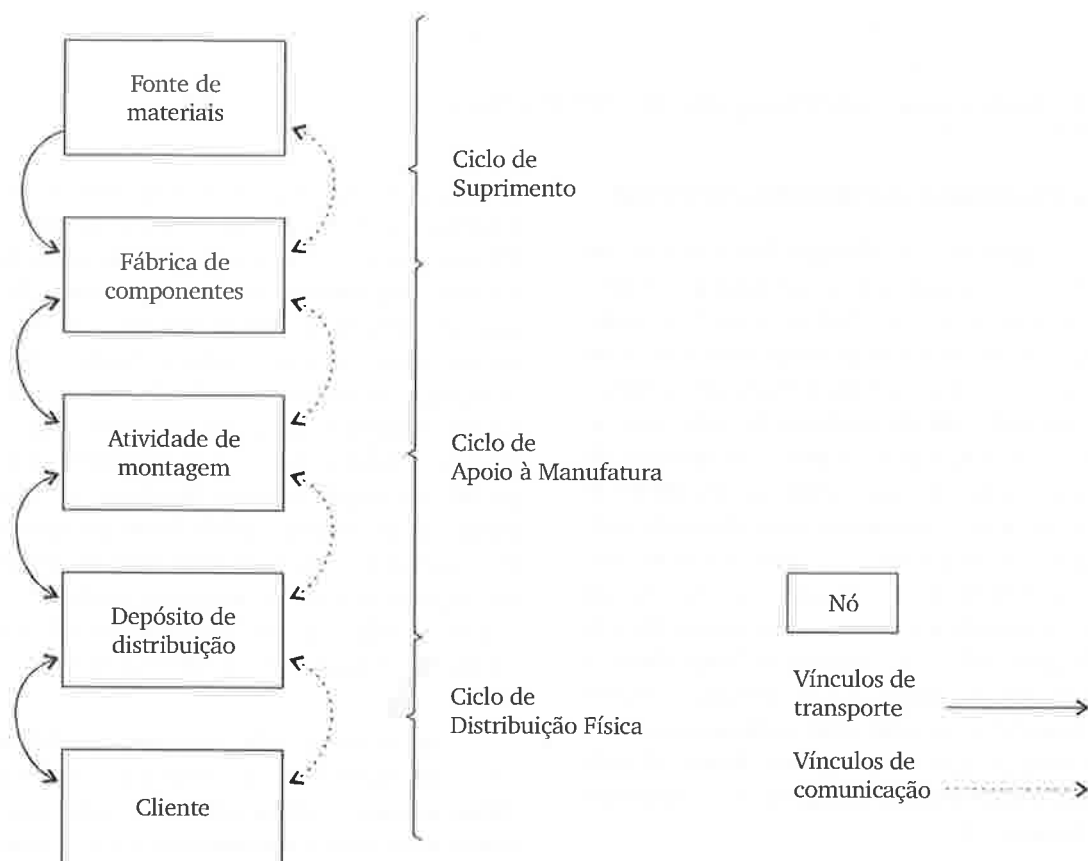 Fonte de
materiais
Ciclo de
Suprimento
Fábrica de
componentes
Atividade de
montagem
Ciclo de
Apoio à Manufatura
Depósito de
distribuição
Nó
Ciclo de
Distribuição Física
Vínculos de
transporte
Vínculos de
comunicação
Cliente